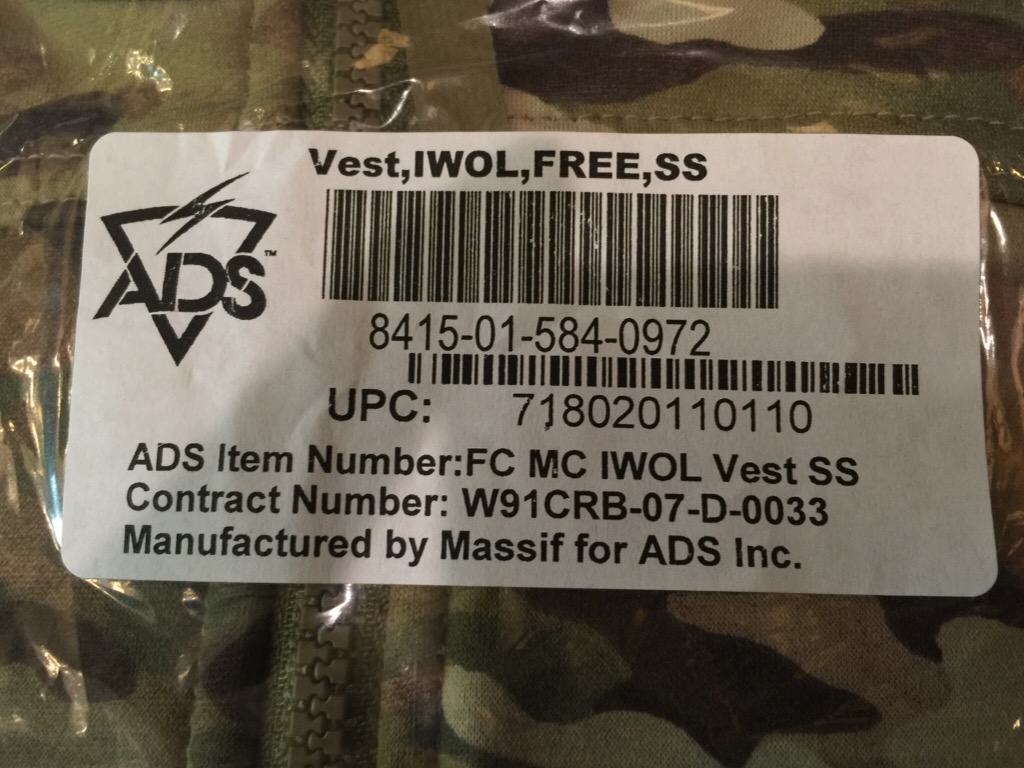 Vest,IWOL,FREE,SS
ADS™
8415-01-584-0972
UPC: 718020110110
ADS Item Number:FC MC IWOL Vest SS
Contract Number: W91CRB-07-D-0033
Manufactured by Massif for ADS Inc.